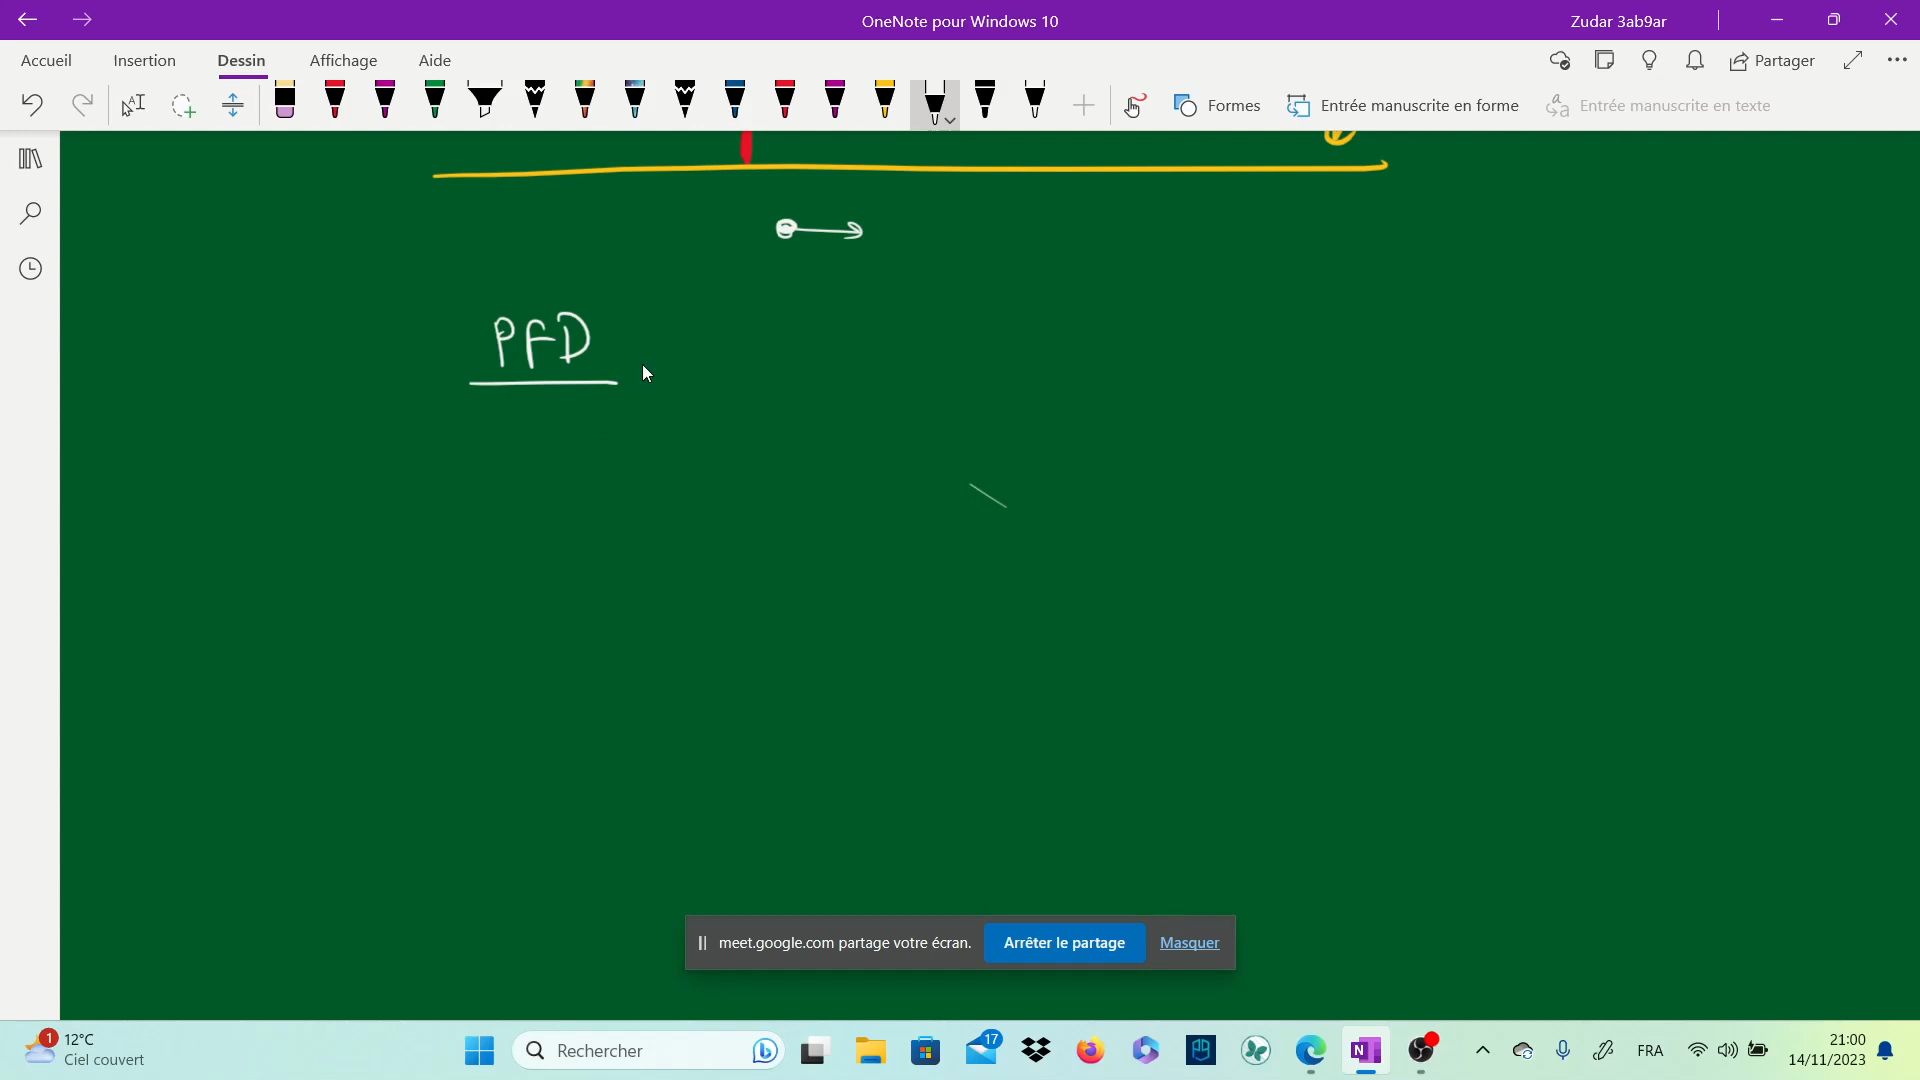 OneNote pour Windows 10
Zudar 3ab9ar
Accueil
Insertion
Dessin
Affichage
Aide
Partager
Formes
Entrée manuscrite en forme
Entrée manuscrite en texte
PFD
meet.google.com partage votre écran.
Arrêter le partage
Masquer
1
12°C
Ciel couvert
Rechercher
17
FRA
21:00
14/11/2023